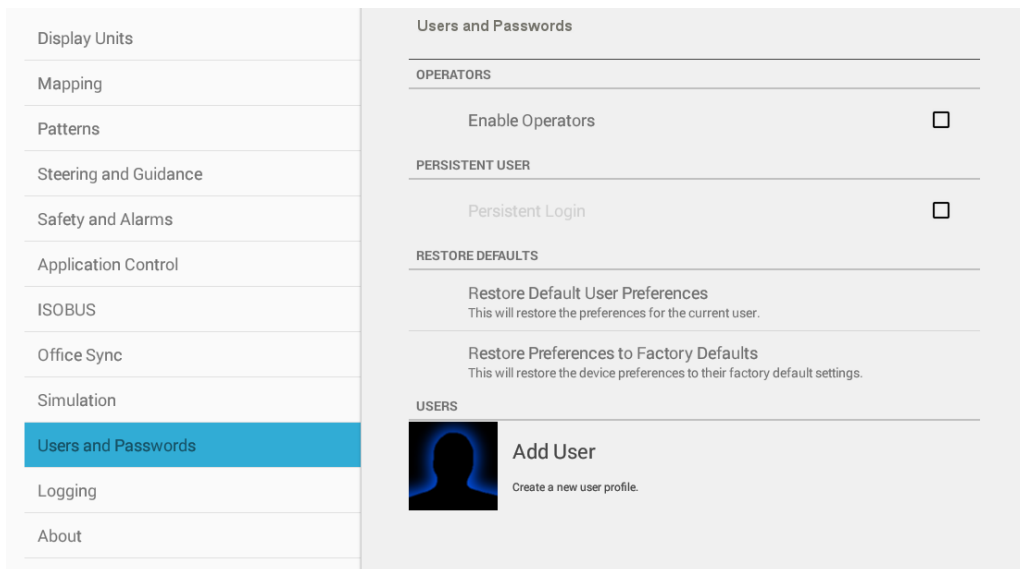 Display Units
Mapping
Patterns
Steering and Guidance
Safety and Alarms
Application Control
ISOBUS
Office Sync
Simulation
Users and Passwords
Logging
About
Users and Passwords
OPERATORS
Enable Operators
PERSISTENT USER
Persistent Login
RESTORE DEFAULTS
Restore Default User Preferences
This will restore the preferences for the current user.
Restore Preferences to Factory Defaults
This will restore the device preferences to their factory default settings.
USERS
Add User
Create a new user profile.